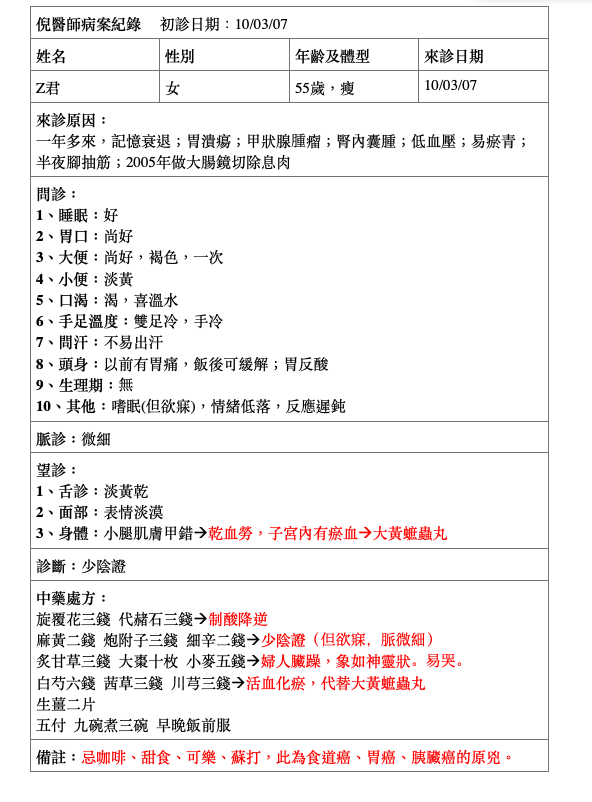 倪醫師病案紀錄 初診日期：10/03/07
姓名 性別 年齡及體型 來診日期
Z君 女 55歲，瘦 10/03/07
來診原因：
一年多來，記憶衰退；胃潰瘍；甲狀腺腫瘤；腎內囊腫；低血壓；易瘀青；
半夜腳抽筋；2005年做大腸鏡切除息肉
問診：
1、睡眠：好
2、胃口：尚好
3、大便：尚好，褐色，一次
4、小便：淡黃
5、口渴：渴，喜溫水
6、手足溫度：雙足冷，手冷
7、問汗：不易出汗
8、頭身：以前有胃痛，飯後可緩解；胃反酸
9、生理期：無
10、其他：嗜眠(但欲寐)，情緒低落，反應遲鈍
脈診：微細
望診：
1、舌診：淡黃乾
2、面部：表情淡漠
3、身體：小腿肌膚甲錯→乾血勞，子宮內有瘀血→大黃蟅蟲丸
診斷：少陰證
中藥處方：
旋覆花三錢 代赭石三錢→制酸降逆
麻黃二錢 炮附子三錢 細辛二錢→少陰證（但欲寐，脈微細）
炙甘草三錢 大棗十枚 小麥五錢→婦人臟躁，象如神靈狀。易哭。
白芍六錢 茜草三錢 川芎三錢→活血化瘀，代替大黃蟅蟲丸
生薑二片
五付 九碗煮三碗 早晚飯前服
備註：忌咖啡、甜食、可樂、蘇打，此為食道癌、胃癌、胰臟癌的原兇。